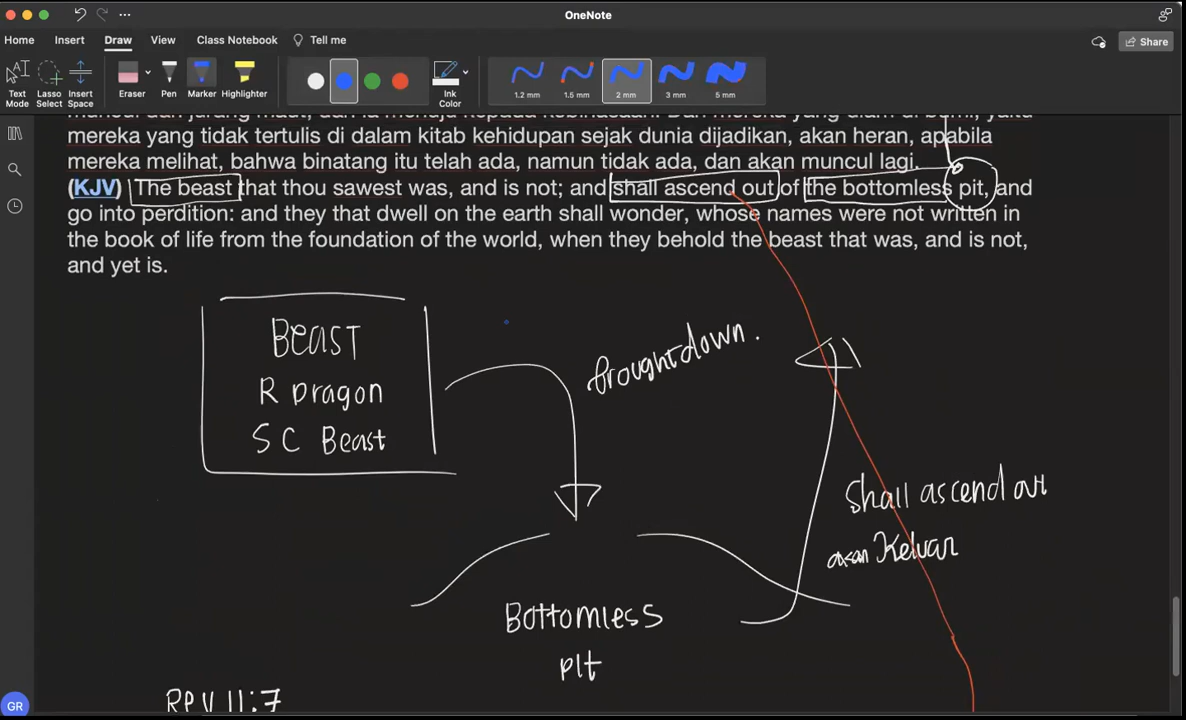 OneNote
Home Insert Draw View Class Notebook Tell me
Share
Text Mode
Lasso Select
Insert Space
Eraser
Pen
Marker
Highlighter
Ink Color
1.2 mm
1.5 mm
2 mm
3 mm
5 mm
mereka yang tidak tertulis di dalam kitab kehidupan sejak dunia dijadikan, akan heran, apabila
mereka melihat, bahwa binatang itu telah ada, namun tidak ada, dan akan muncul lagi.
(KJV) The beast that thou sawest was, and is not; and shall ascend out of the bottomless pit, and
go into perdition: and they that dwell on the earth shall wonder, whose names were not written in
the book of life from the foundation of the world, when they behold the beast that was, and is not,
and yet is.
Beast
R Dragon
SC Beast
brought down.
Shall ascend out
akan Keluar
Bottomless
pit
Rev 11:7
GR